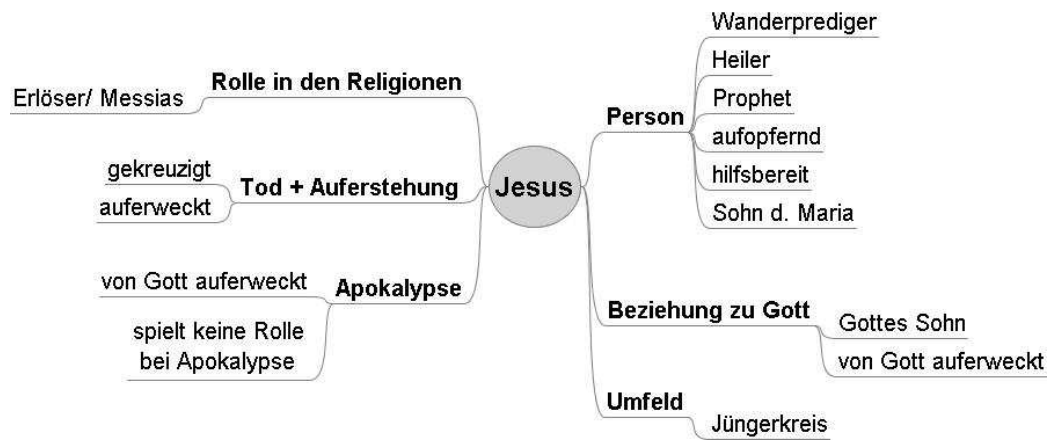 Jesus
Rolle in den Religionen
Erlöser/ Messias
Tod + Auferstehung
gekreuzigt
auferweckt
Apokalypse
von Gott auferweckt
spielt keine Rolle
bei Apokalypse
Person
Wanderprediger
Heiler
Prophet
aufopfernd
hilfsbereit
Sohn d. Maria
Beziehung zu Gott
Gottes Sohn
von Gott auferweckt
Umfeld
Jüngerkreis